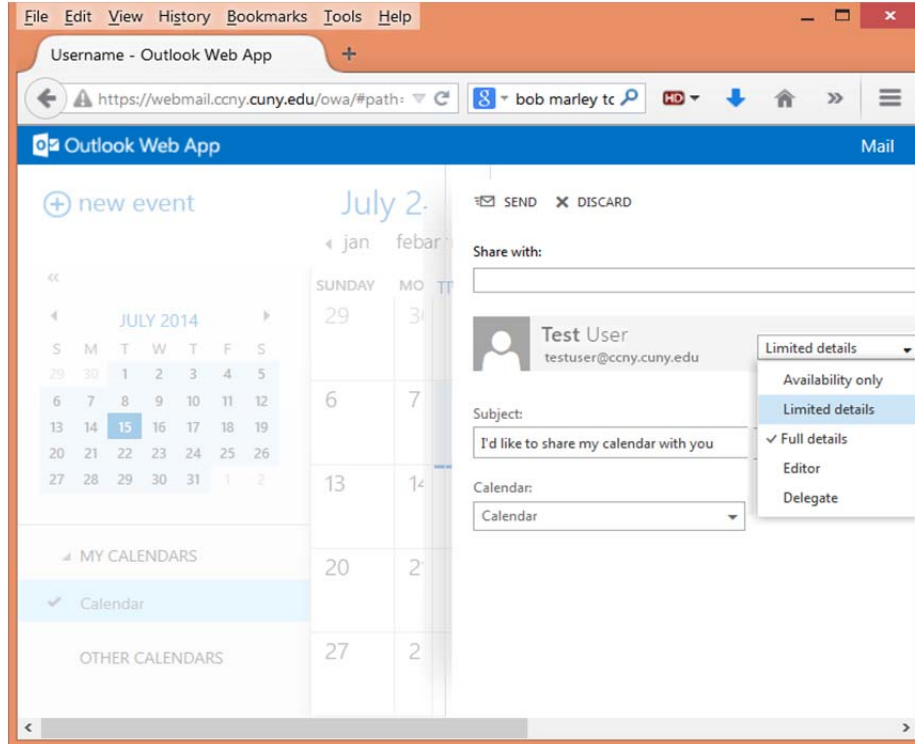 File Edit View History Bookmarks Tools Help
Username - Outlook Web App
https://webmail.ccny.cuny.edu/owa/#path: bob marley tc HD
Outlook Web App Mail
new event
July 2
jan febar
SEND DISCARD
Share with:
SUNDAY MO
JULY 2014
S M T W T F S
29 30 1 2 3 4 5
6 7 8 9 10 11 12
13 14 15 16 17 18 19
20 21 22 23 24 25 26
27 28 29 30 31 1 2
MY CALENDARS
Calendar
OTHER CALENDARS
29 3
6 7
13 14
20 2
27 2
Test User
testuser@ccny.cuny.edu
Limited details
Availability only
Limited details
Full details
Editor
Delegate
Subject:
I'd like to share my calendar with you
Calendar:
Calendar